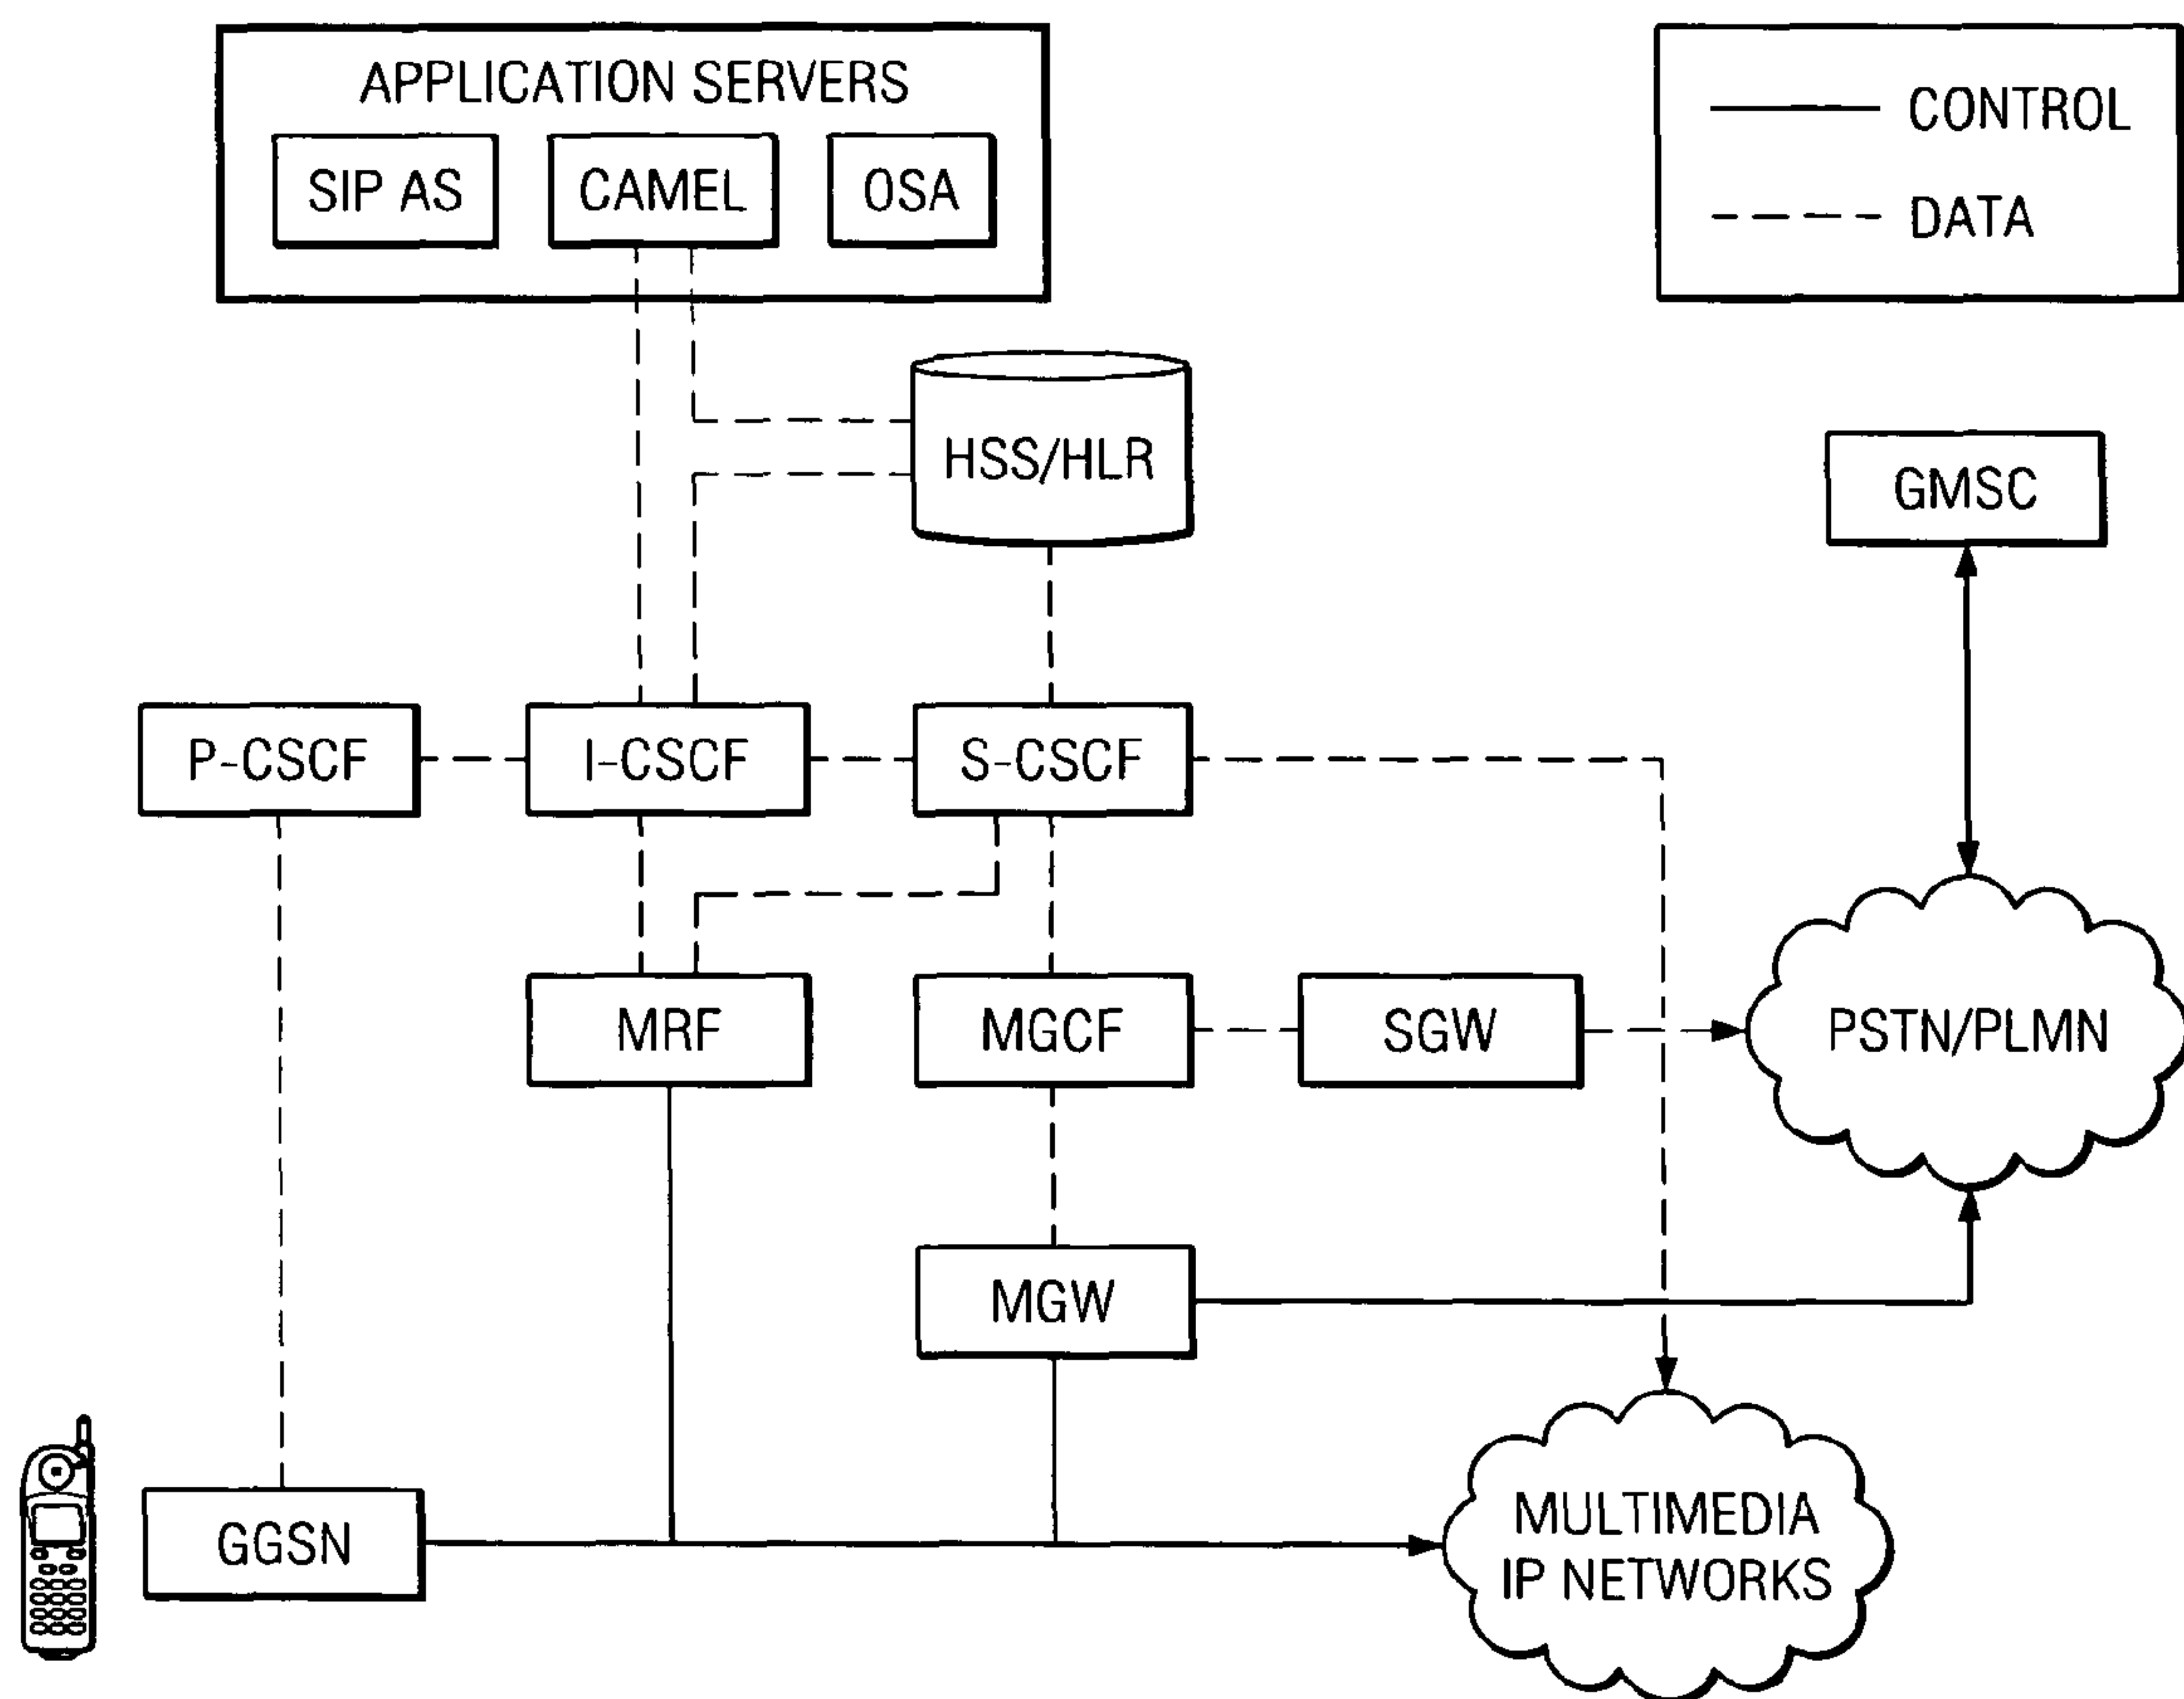 APPLICATION SERVERS
SIP AS
CAMEL
OSA
CONTROL
DATA
HSS/HLR
GMSC
P-CSCF
I-CSCF
S-CSCF
MRF
MGCF
SGW
PSTN/PLMN
MGW
GGSN
MULTIMEDIA
IP NETWORKS